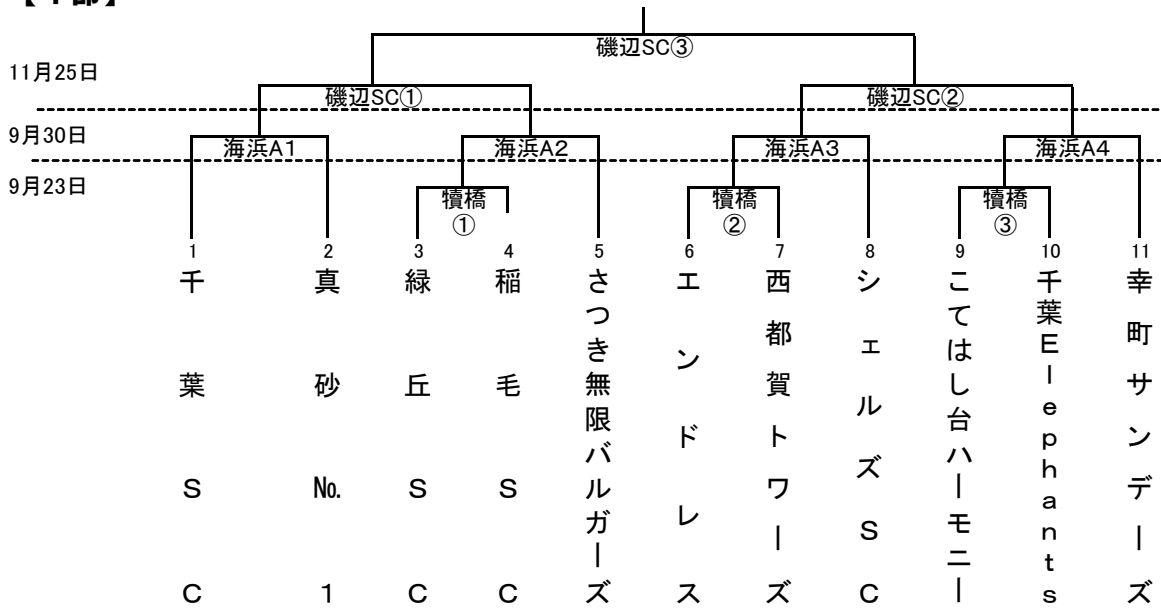 磯辺SC③
11月25日
磯辺SC①
磯辺SC②
9月30日
海浜A1
海浜A2
海浜A3
海浜A4
9月23日
犢橋
①
犢橋
②
犢橋
③
1
2
3
4
5
6
7
8
9
10
11
千葉SC
真砂№1
緑丘SC
稲毛SC
さつき無限バルガーズ
エンドレス
西都賀トワーズ
シェルズSC
こてはし台ハーモニー
千葉Elephants
幸町サンデーズ